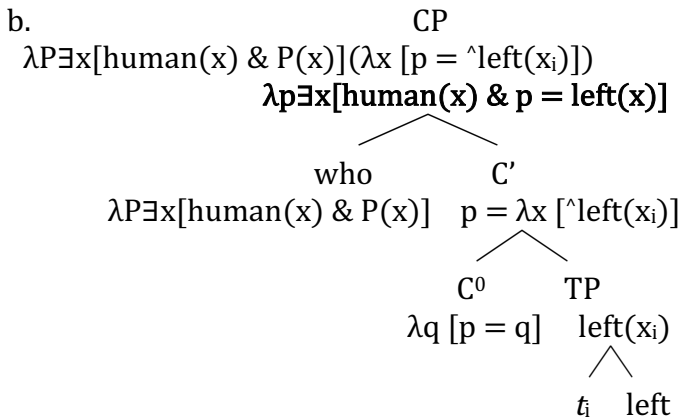 b. CP
λP∃x[human(x) & P(x)](λx [p = ^left(xᵢ)])
λp∃x[human(x) & p = left(x)]
who C’
λP∃x[human(x) & P(x)] p = λx [^left(xᵢ)]
C⁰ TP
λq [p = q] left(xᵢ)
tᵢ left